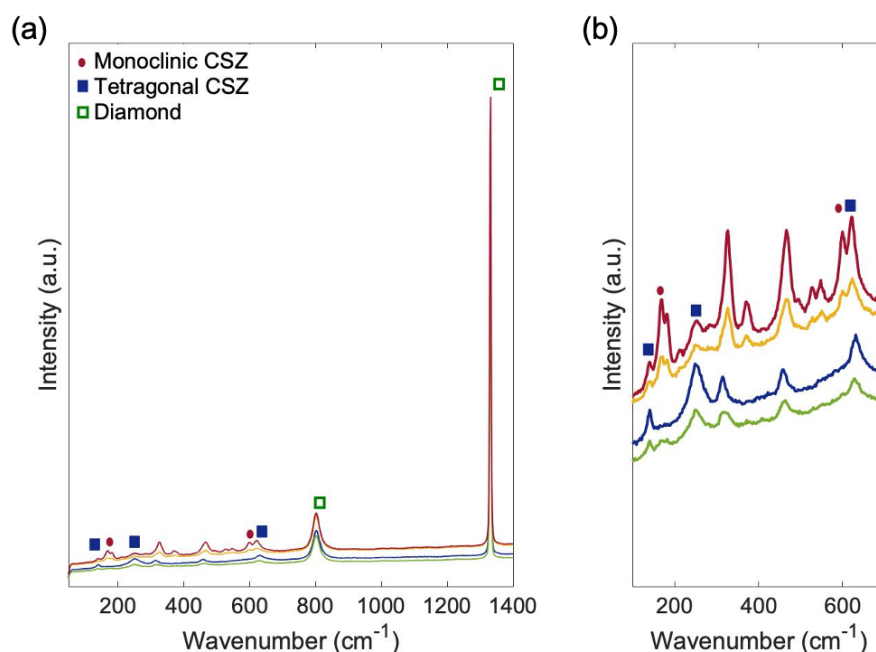 (a)
Monoclinic CSZ
Tetragonal CSZ
Diamond
Intensity (a.u.)
200 400 600 800 1000 1200 1400
Wavenumber (cm⁻¹)
(b)
Intensity (a.u.)
200 400 600
Wavenumber (cm⁻¹)